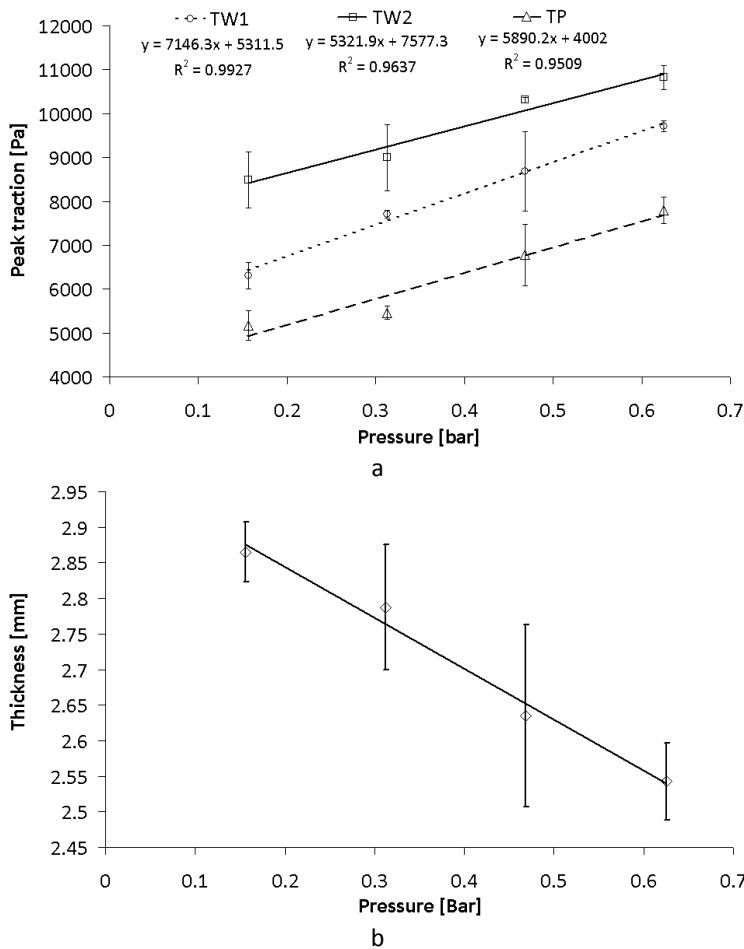 TW1 TW2 TP
y = 7146.3x + 5311.5 y = 5321.9x + 7577.3 y = 5890.2x + 4002
R² = 0.9927 R² = 0.9637 R² = 0.9509
12000
11000
10000
9000
8000
7000
6000
5000
4000
Peak traction [Pa]
0 0.1 0.2 0.3 0.4 0.5 0.6 0.7
Pressure [bar]
a
2.95
2.9
2.85
2.8
2.75
2.7
2.65
2.6
2.55
2.5
2.45
Thickness [mm]
0 0.1 0.2 0.3 0.4 0.5 0.6 0.7
Pressure [Bar]
b